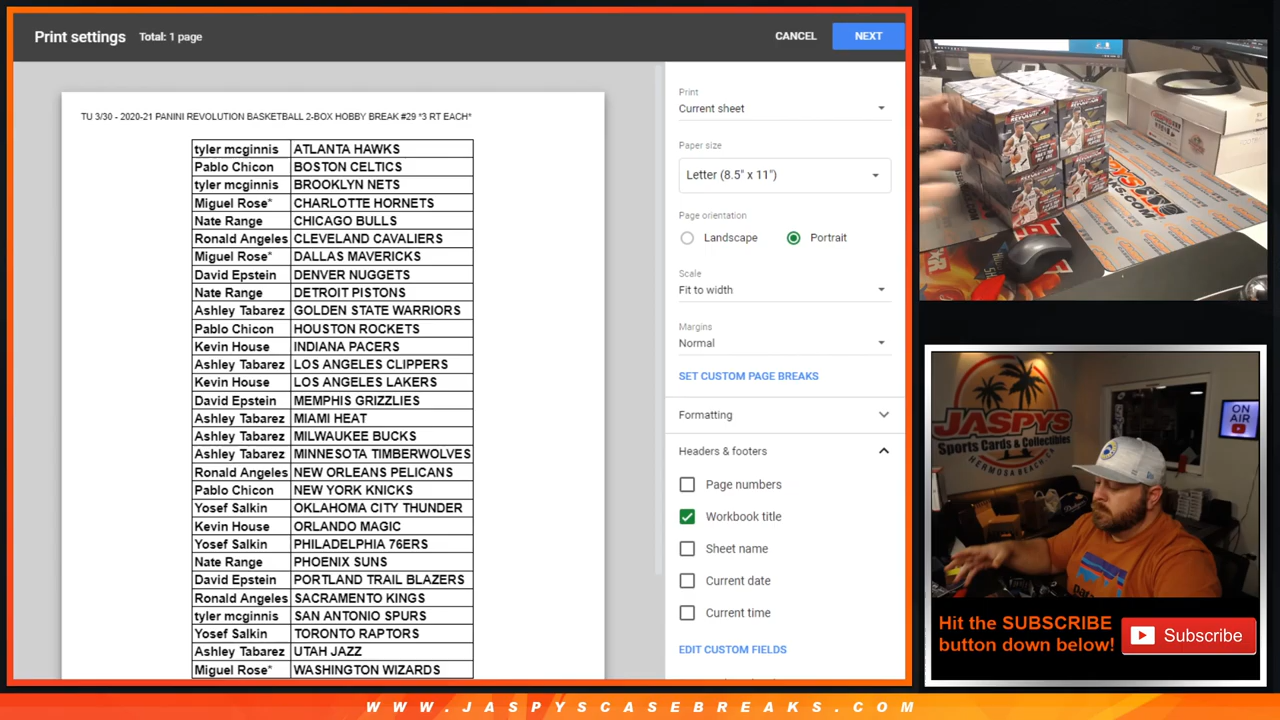 Print settings Total: 1 page CANCEL NEXT
TU 3/30 - 2020-21 PANINI REVOLUTION BASKETBALL 2-BOX HOBBY BREAK #29 *3 RT EACH*
tyler mcginnis ATLANTA HAWKS
Pablo Chicon BOSTON CELTICS
tyler mcginnis BROOKLYN NETS
Miguel Rose* CHARLOTTE HORNETS
Nate Range CHICAGO BULLS
Ronald Angeles CLEVELAND CAVALIERS
Miguel Rose* DALLAS MAVERICKS
David Epstein DENVER NUGGETS
Nate Range DETROIT PISTONS
Ashley Tabarez GOLDEN STATE WARRIORS
Pablo Chicon HOUSTON ROCKETS
Kevin House INDIANA PACERS
Ashley Tabarez LOS ANGELES CLIPPERS
Kevin House LOS ANGELES LAKERS
David Epstein MEMPHIS GRIZZLIES
Ashley Tabarez MIAMI HEAT
Ashley Tabarez MILWAUKEE BUCKS
Ashley Tabarez MINNESOTA TIMBERWOLVES
Ronald Angeles NEW ORLEANS PELICANS
Pablo Chicon NEW YORK KNICKS
Yosef Salkin OKLAHOMA CITY THUNDER
Kevin House ORLANDO MAGIC
Yosef Salkin PHILADELPHIA 76ERS
Nate Range PHOENIX SUNS
David Epstein PORTLAND TRAIL BLAZERS
Ronald Angeles SACRAMENTO KINGS
tyler mcginnis SAN ANTONIO SPURS
Yosef Salkin TORONTO RAPTORS
Ashley Tabarez UTAH JAZZ
Miguel Rose* WASHINGTON WIZARDS
Print
Current sheet
Paper size
Letter (8.5" x 11")
Page orientation
Landscape Portrait
Scale
Fit to width
Margins
Normal
SET CUSTOM PAGE BREAKS
Formatting
Headers & footers
Page numbers
Workbook title
Sheet name
Current date
Current time
EDIT CUSTOM FIELDS
REVOLUTION
JASPYS
Sports Cards & Collectibles
HERMOSA BEACH, CA
ON
AIR
Hit the SUBSCRIBE
button down below!
Subscribe
WWW.JASPYSCASEBREAKS.COM